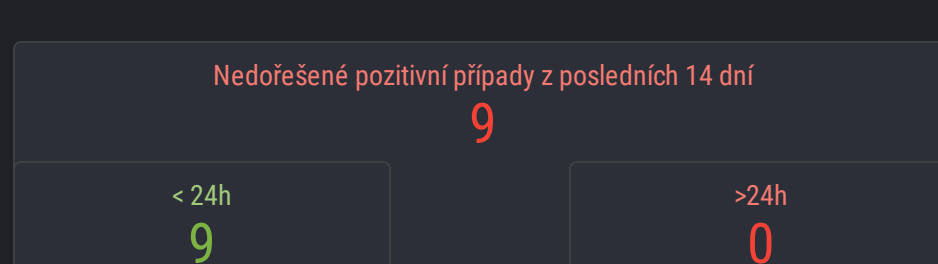 Nedořešené pozitivní případy z posledních 14 dní
9
< 24h
>24h
9
0